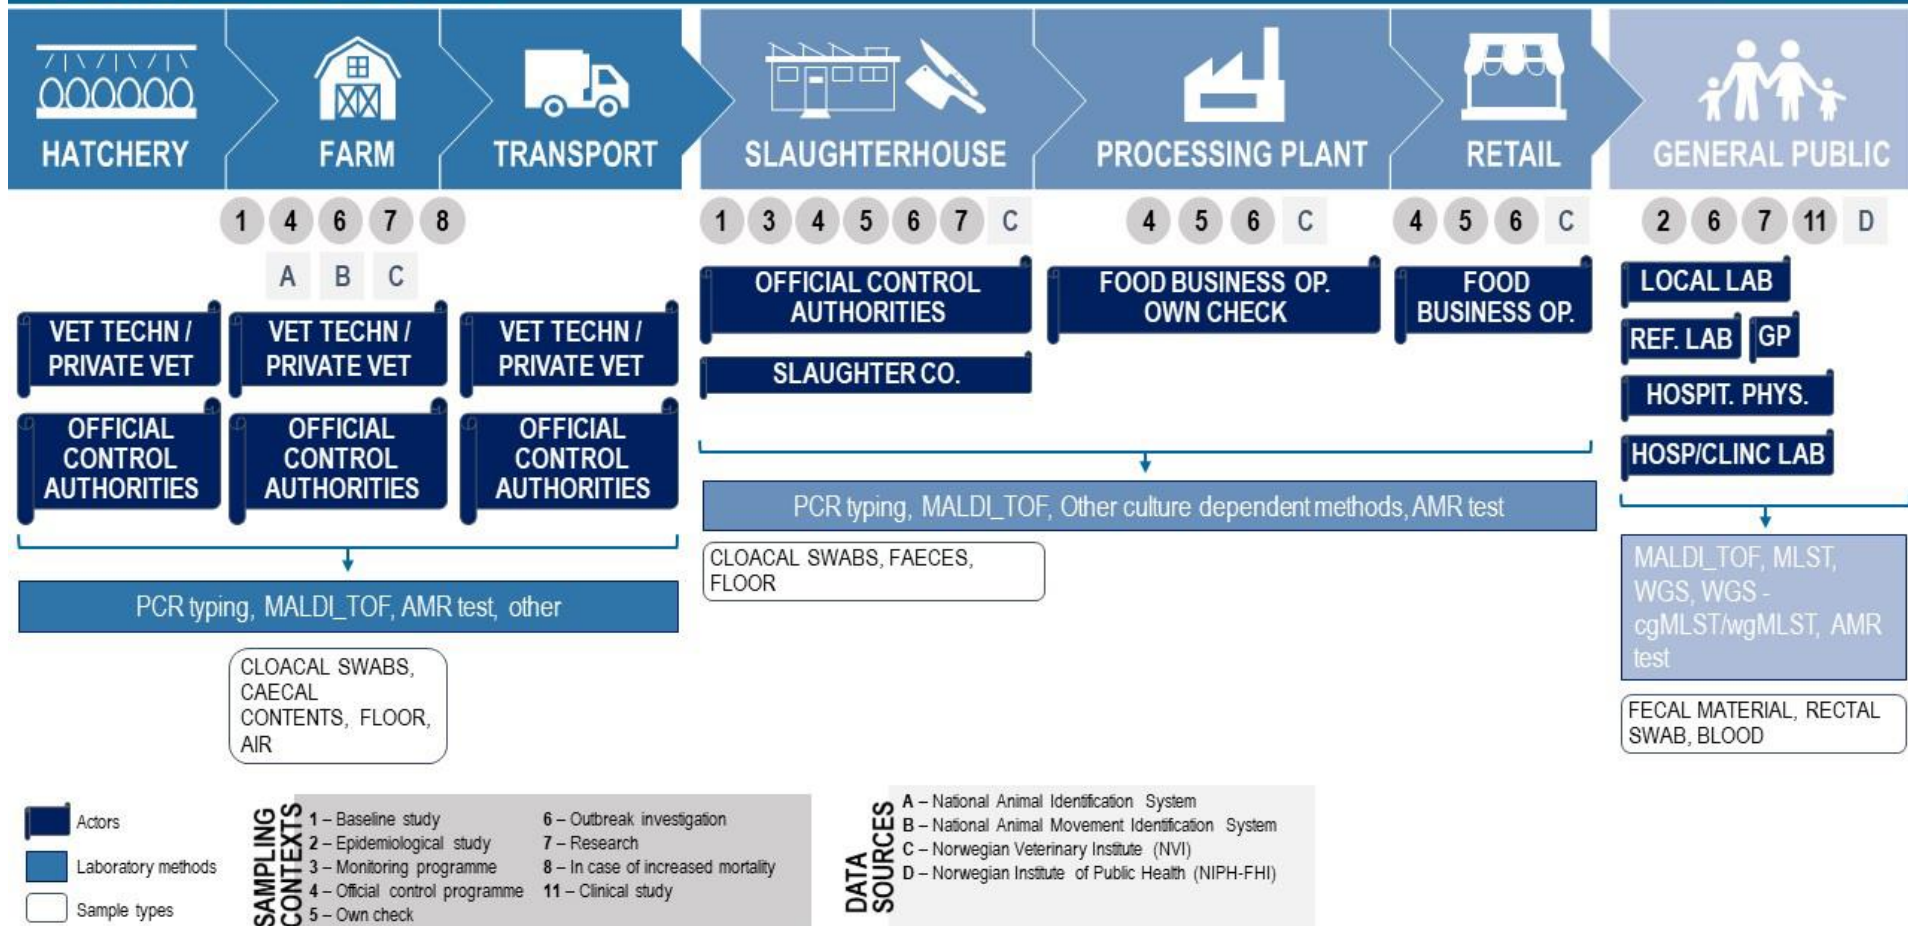 HATCHERY
FARM
TRANSPORT
SLAUGHTERHOUSE
PROCESSING PLANT
RETAIL
GENERAL PUBLIC
1 4 6 7 8
A B C
1 3 4 5 6 7 C
4 5 6 C
4 5 6 C
2 6 7 11 D
VET TECHN /
PRIVATE VET
VET TECHN /
PRIVATE VET
VET TECHN /
PRIVATE VET
OFFICIAL
CONTROL
AUTHORITIES
OFFICIAL
CONTROL
AUTHORITIES
OFFICIAL
CONTROL
AUTHORITIES
PCR typing, MALDI_TOF, AMR test, other
CLOACAL SWABS,
CAECAL
CONTENTS, FLOOR,
AIR
OFFICIAL CONTROL
AUTHORITIES
SLAUGHTER CO.
FOOD BUSINESS OP.
OWN CHECK
FOOD
BUSINESS OP.
PCR typing, MALDI_TOF, Other culture dependent methods, AMR test
CLOACAL SWABS, FAECES,
FLOOR
LOCAL LAB
REF. LAB
GP
HOSPIT. PHYS.
HOSP/CLINC LAB
MALDI_TOF, MLST,
WGS, WGS -
cgMLST/wgMLST, AMR
test
FECAL MATERIAL, RECTAL
SWAB, BLOOD
Actors
Laboratory methods
Sample types
SAMPLING
CONTEXTS
1 – Baseline study
2 – Epidemiological study
3 – Monitoring programme
4 – Official control programme
5 – Own check
6 – Outbreak investigation
7 – Research
8 – In case of increased mortality
11 – Clinical study
DATA
SOURCES
A – National Animal Identification System
B – National Animal Movement Identification System
C – Norwegian Veterinary Institute (NVI)
D – Norwegian Institute of Public Health (NIPH-FHI)